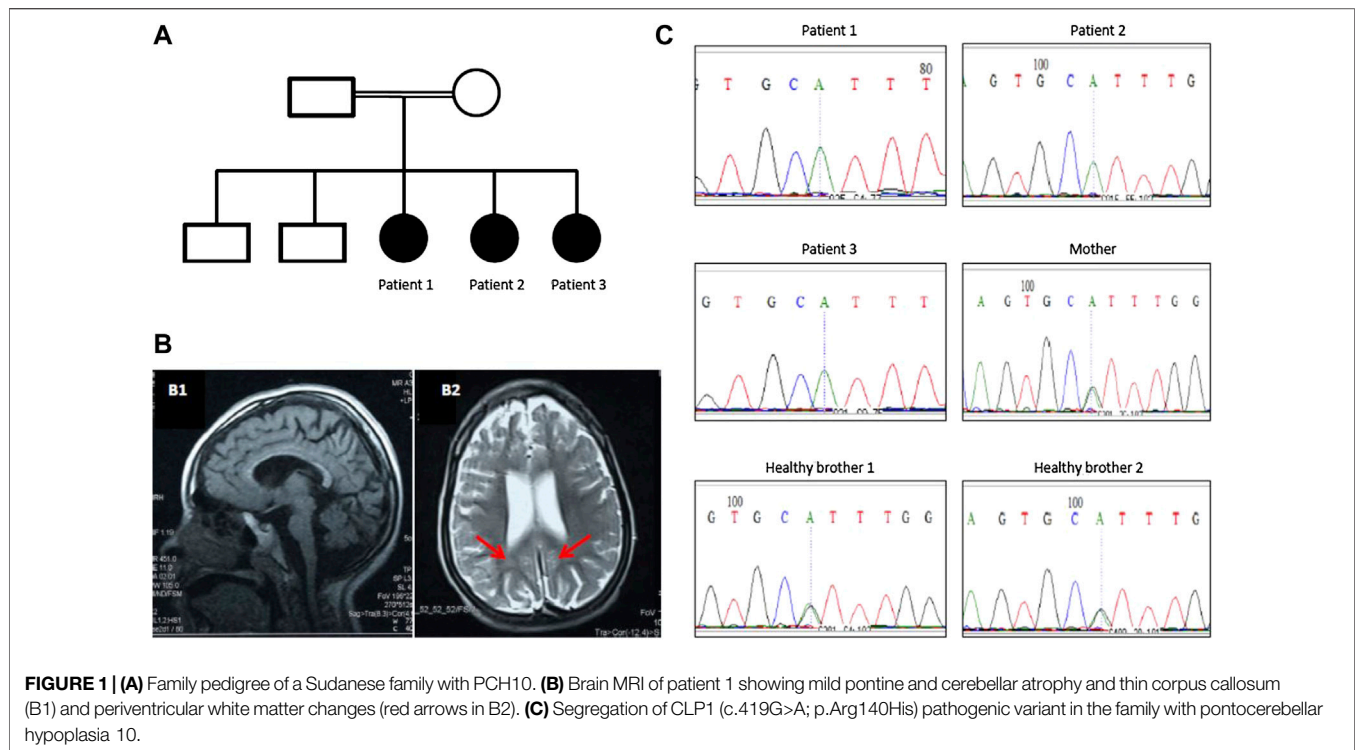 A
Patient 1
Patient 2
Patient 3
B
B1
B2
C
Patient 1
80
T G C A T T T
Patient 2
100
A G T G C A T T T G
Patient 3
G T G C A T T T
Mother
100
A G T G C A T T T G G
Healthy brother 1
100
G T G C A T T T G G
Healthy brother 2
100
A G T G C A T T T G
FIGURE 1 | (A) Family pedigree of a Sudanese family with PCH10. (B) Brain MRI of patient 1 showing mild pontine and cerebellar atrophy and thin corpus callosum
(B1) and periventricular white matter changes (red arrows in B2). (C) Segregation of CLP1 (c.419G>A; p.Arg140His) pathogenic variant in the family with pontocerebellar
hypoplasia 10.